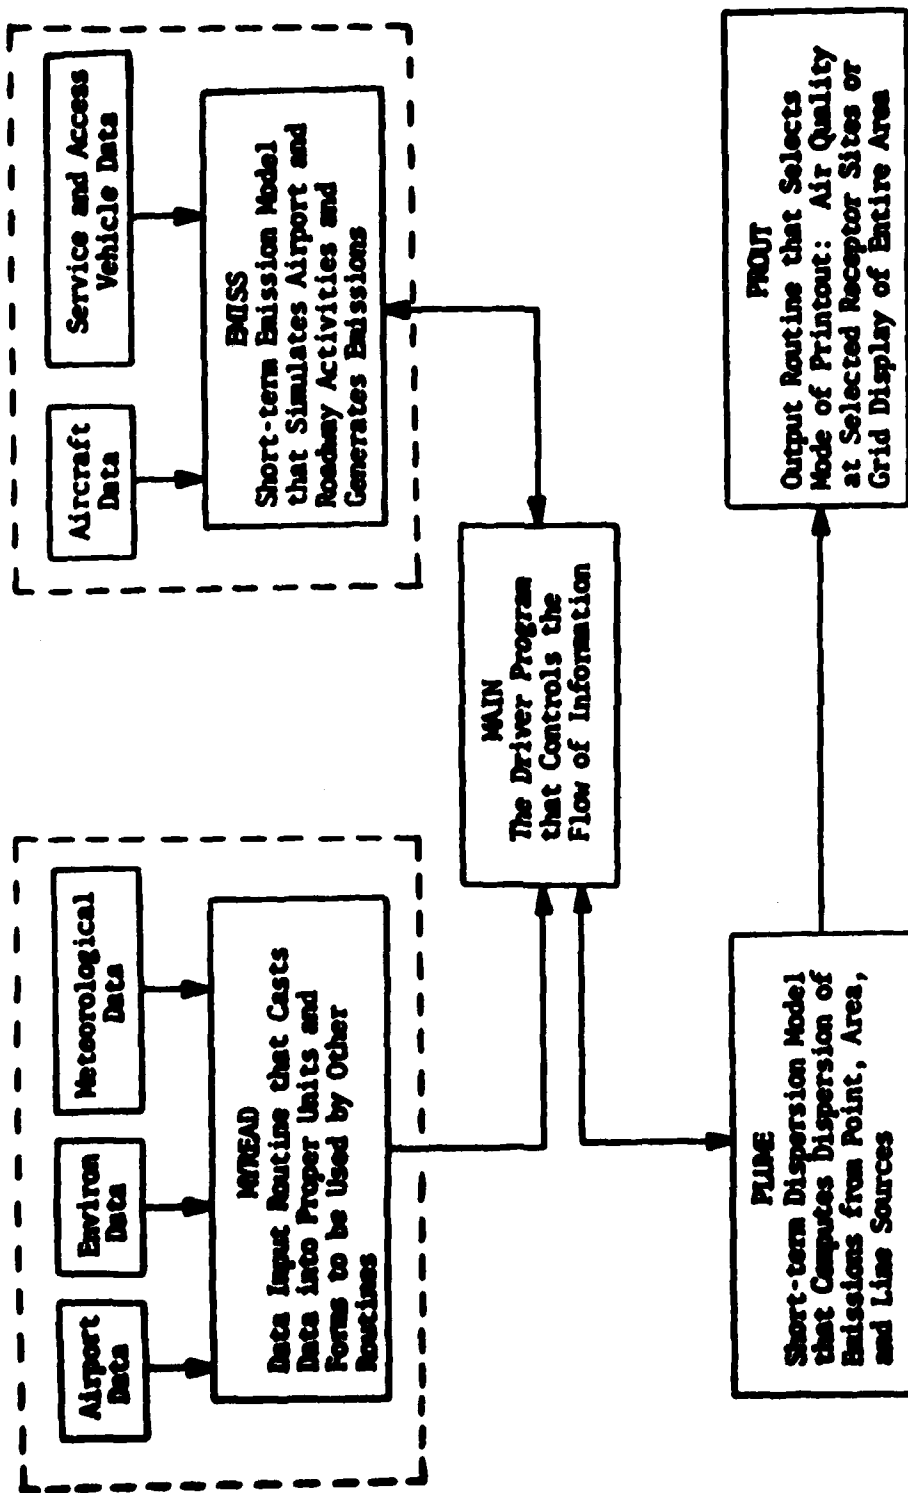 Airport
Data
Environ
Data
Meteorological
Data
MYREAD
Data Input Routine that Casts
Data into Proper Units and
Forms to be Used by Other
Routines
Aircraft
Data
Service and Access
Vehicle Data
EMISS
Short-term Emission Model
that Simulates Airport and
Roadway Activities and
Generates Emissions
MAIN
The Driver Program
that Controls the
Flow of Information
PLUME
Short-term Dispersion Model
that Computes Dispersion of
Emissions from Point, Area,
and Line Sources
PROUT
Output Routine that Selects
Mode of Printout: Air Quality
at Selected Receptor Sites or
Grid Display of Entire Area